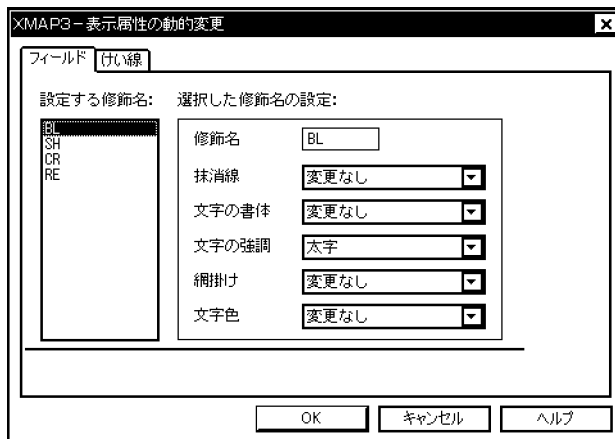 XMAP3－表示属性の動的変更
フィールド けい線
設定する修飾名: 選択した修飾名の設定:
BL
SH
CR
RE
修飾名 BL
抹消線 変更なし
文字の書体 変更なし
文字の強調 太字
網掛け 変更なし
文字色 変更なし
OK キャンセル ヘルプ